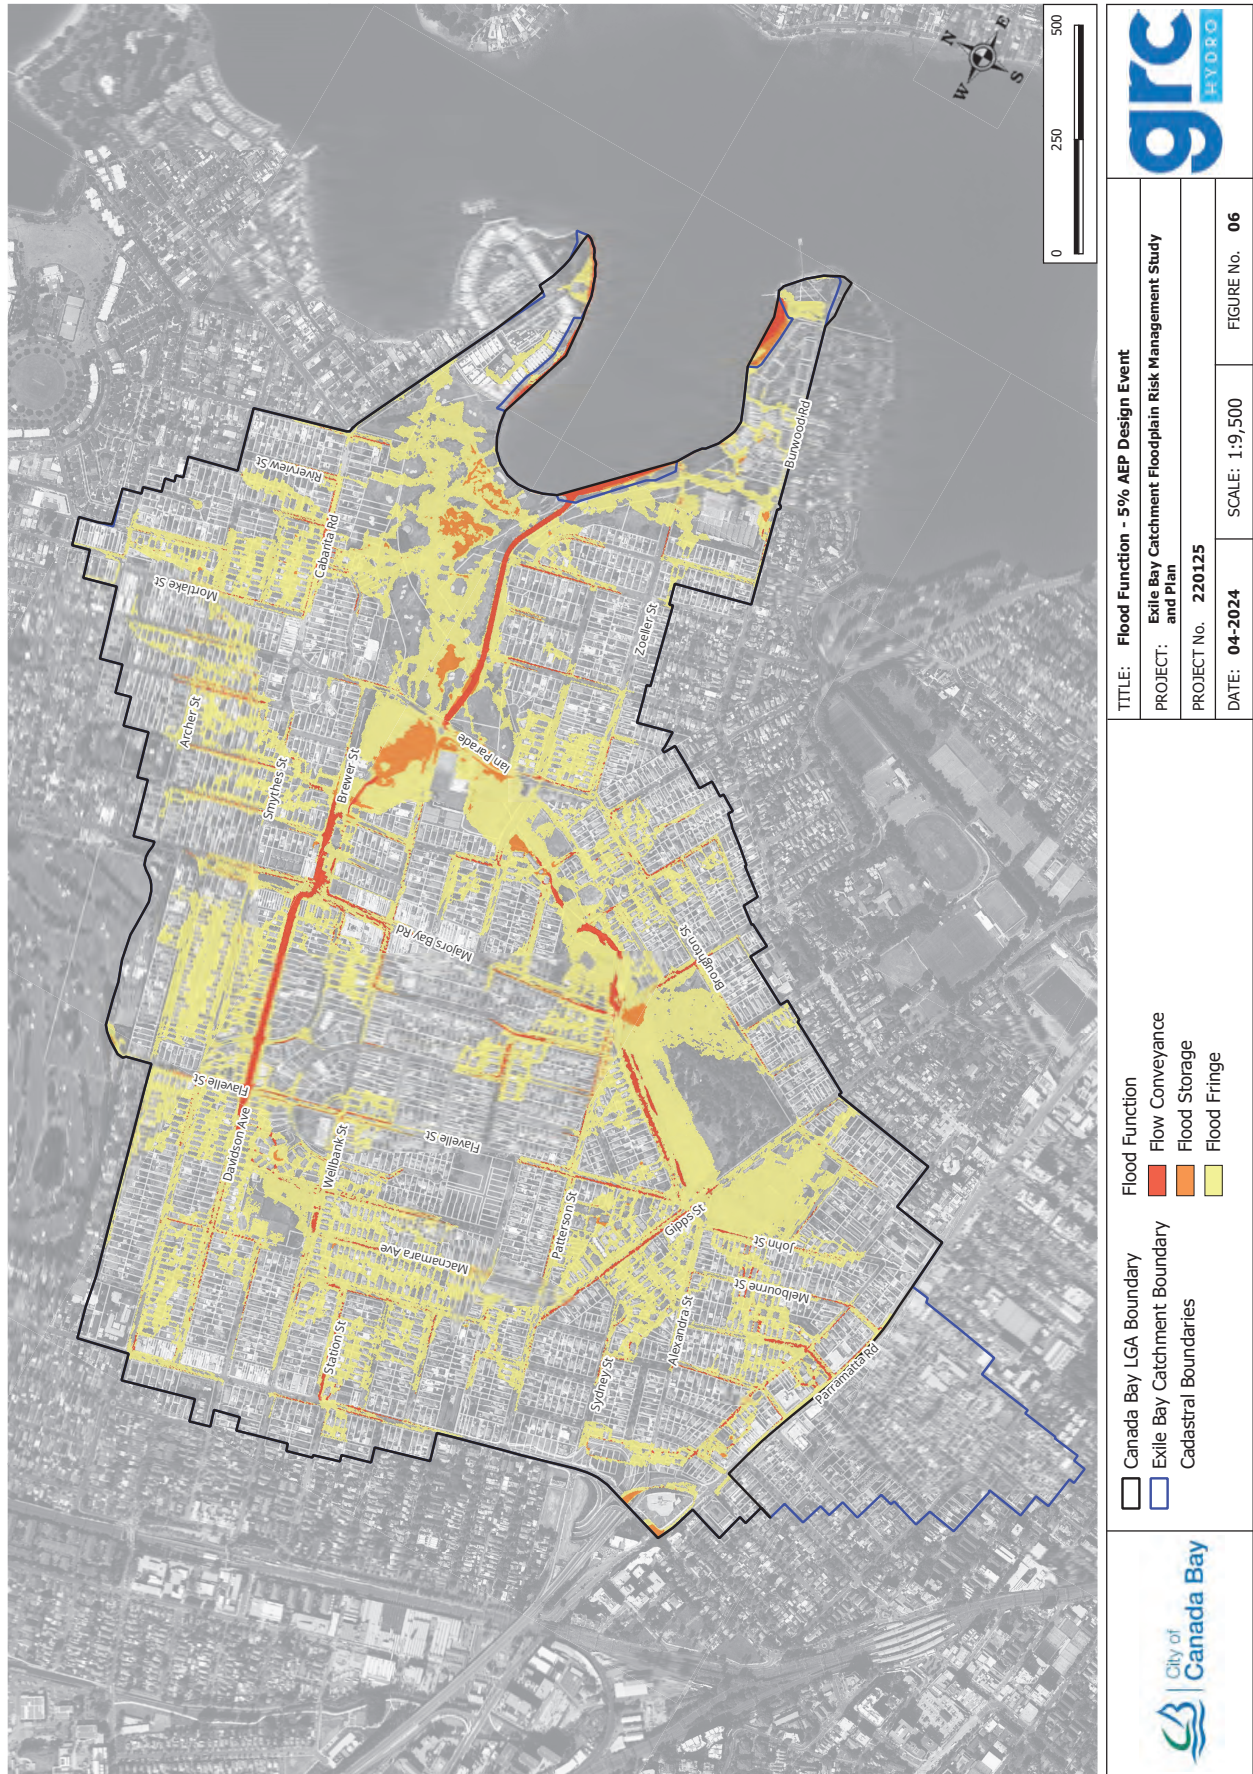 Riverview St
Cabarita Rd
Mortlake St
Archer St
Smythes St
Brewer St
Ian Parade
Zoeller St
Burwood Rd
Majors Bay Rd
Broughton St
Flavelle St
Davidson Ave
Wellbank St
Flavelle St
Macnamara Ave
Patterson St
Gibbs St
John St
Melbourne St
Station St
Sydney St
Alexandra St
Parramatta Rd
N
E
S
W
0 250 500
City of
Canada Bay
Canada Bay LGA Boundary
Exile Bay Catchment Boundary
Cadastral Boundaries
Flood Function
Flow Conveyance
Flood Storage
Flood Fringe
TITLE: Flood Function - 5% AEP Design Event
PROJECT: Exile Bay Catchment Floodplain Risk Management Study
and Plan
PROJECT No. 220125
DATE: 04-2024
SCALE: 1:9,500
FIGURE No. 06
grc
HYDRO